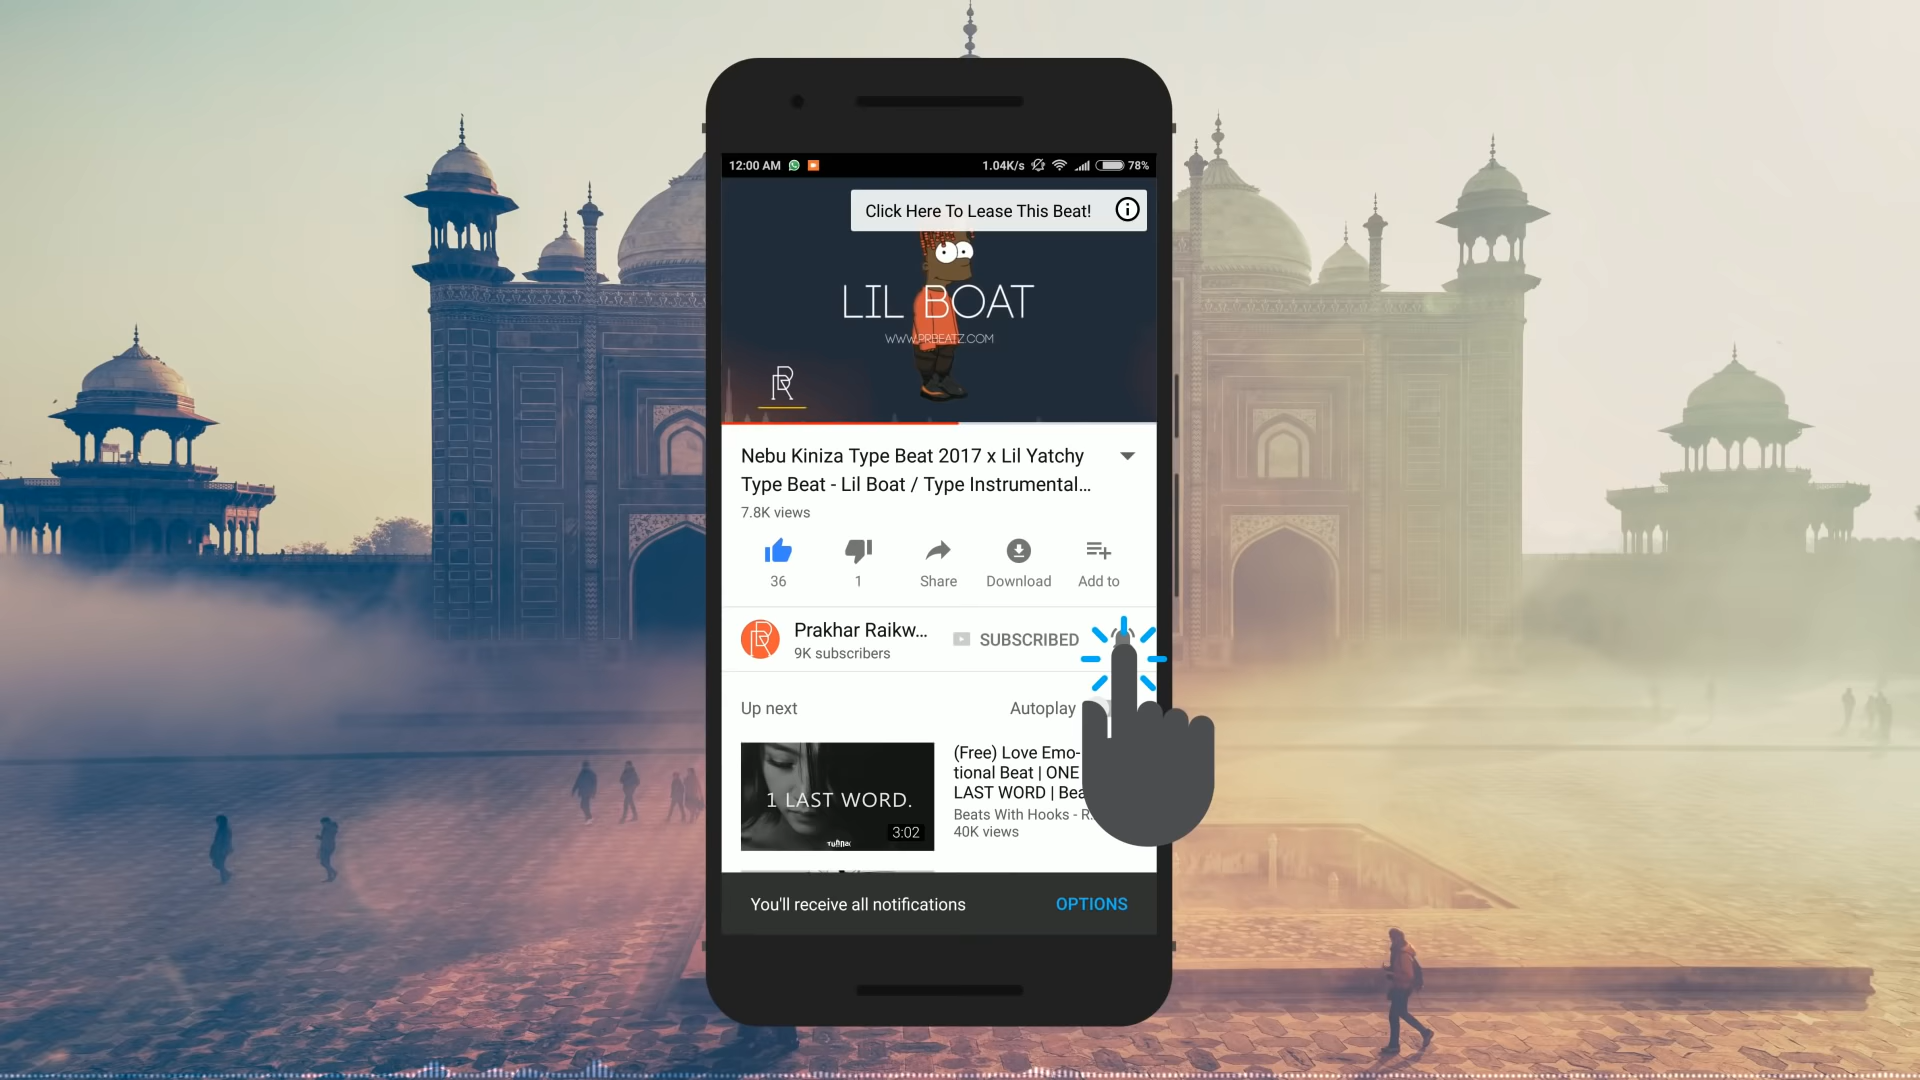 12:00 AM
1.04K/s
78%
Click Here To Lease This Beat!
LIL BOAT
WWW.PRBEATZ.COM
Nebu Kiniza Type Beat 2017 x Lil Yatchy
Type Beat - Lil Boat / Type Instrumental...
7.8K views
36
1
Share
Download
Add to
Prakhar Raikw...
9K subscribers
SUBSCRIBED
Up next
Autoplay
1 LAST WORD.
3:02
(Free) Love Emo-
tional Beat | ONE
LAST WORD | Bea
Beats With Hooks - R
40K views
You'll receive all notifications
OPTIONS